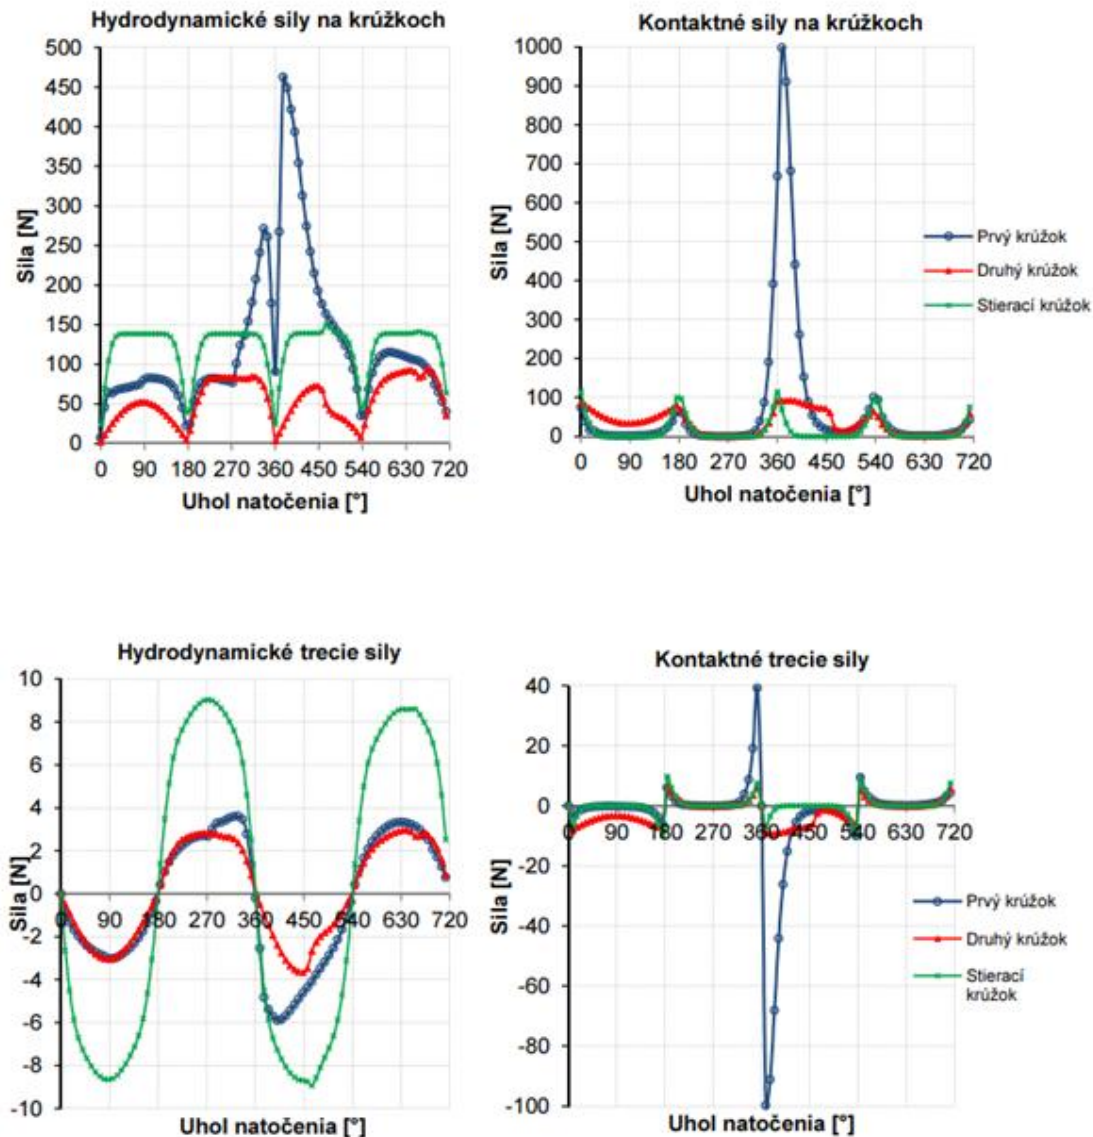 Hydrodynamické sily na krúžkoch
500
450
400
350
300
250
200
150
100
50
0
0 90 180 270 360 450 540 630 720
Sila [N]
Uhol natočenia [°]
Kontaktné sily na krúžkoch
1000
900
800
700
600
500
400
300
200
100
0
0 90 180 270 360 450 540 630 720
Sila [N]
Uhol natočenia [°]
Prvý krúžok
Druhý krúžok
Stierací krúžok
Hydrodynamické trecie sily
10
8
6
4
2
0
-2
-4
-6
-8
-10
0 90 180 270 360 450 540 630 720
Sila [N]
Uhol natočenia [°]
Kontaktné trecie sily
40
20
0
-20
-40
-60
-80
-100
0 90 180 270 360 450 540 630 720
Sila [N]
Uhol natočenia [°]
Prvý krúžok
Druhý krúžok
Stierací
krúžok